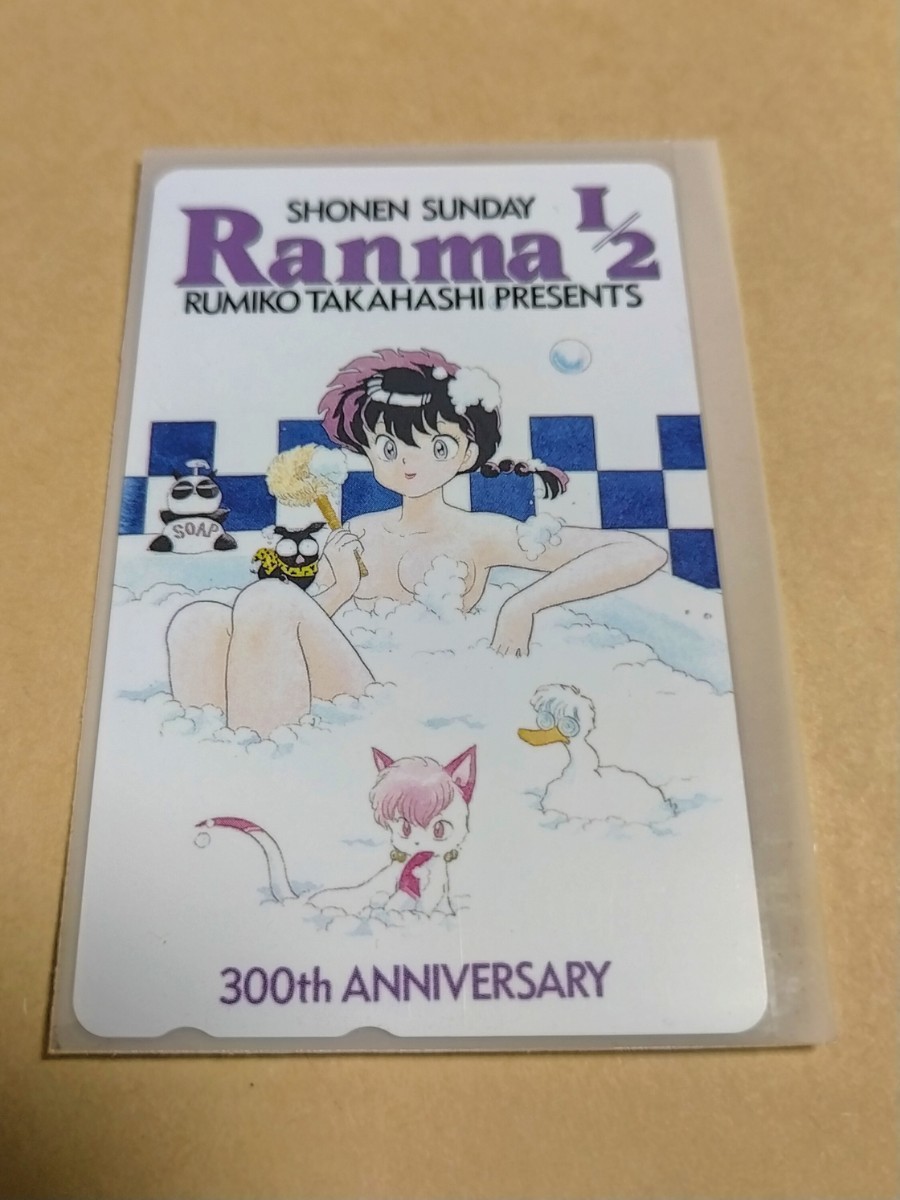 SHONEN SUNDAY
Ranma 1/2
RUMIKO TAKAHASHI PRESENTS
SOAP
300th ANNIVERSARY